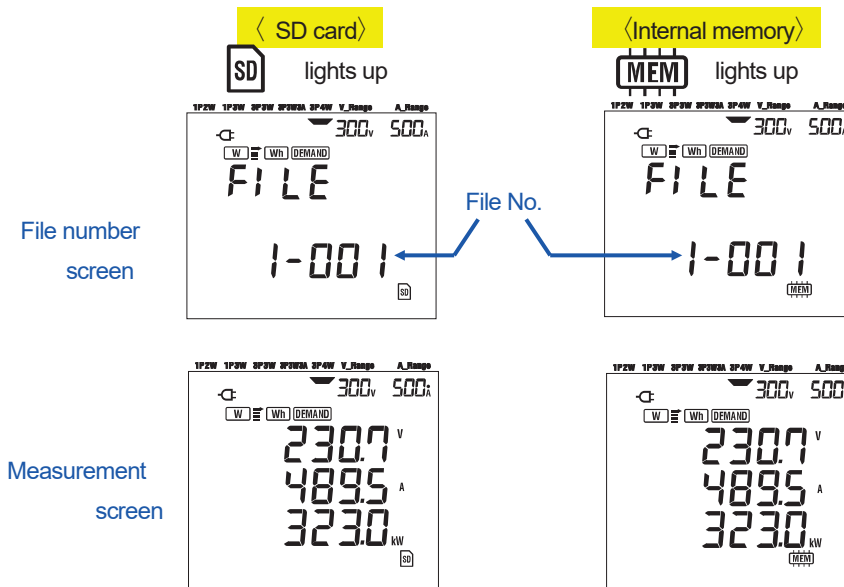 〈 SD card〉
〈Internal memory〉
SD lights up
MEM lights up
1P2W 1P3W 3P3W 3P3W3A 3P4W V_Range A_Range
1P2W 1P3W 3P3W 3P3W3A 3P4W V_Range A_Range
300V 500A
300V 500A
W Wh DEMAND
W Wh DEMAND
FILE
FILE
File No.
File number
screen
1-001
1-001
SD
MEM
1P2W 1P3W 3P3W 3P3W3A 3P4W V_Range A_Range
1P2W 1P3W 3P3W 3P3W3A 3P4W V_Range A_Range
300V 500A
300V 500
W Wh DEMAND
W Wh DEMAND
Measurement
screen
230.7 V
489.5 A
323.0 kW
SD
230.7 V
489.5 A
323.0 kW
MEM